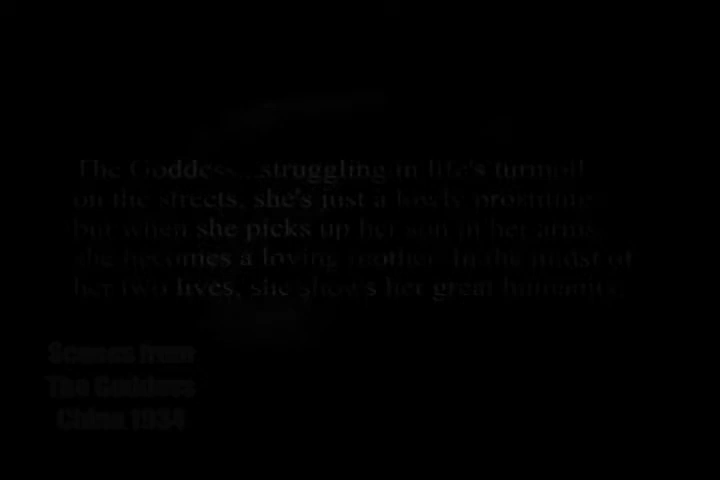 The Goddess...struggling in life's turmoil
on the streets, she's just a lowly prostitute
but when she picks up her son in her arms,
she becomes a loving mother. In the midst of
her two lives, she shows her great humanity.
Scenes from
The Goddess
China 1934